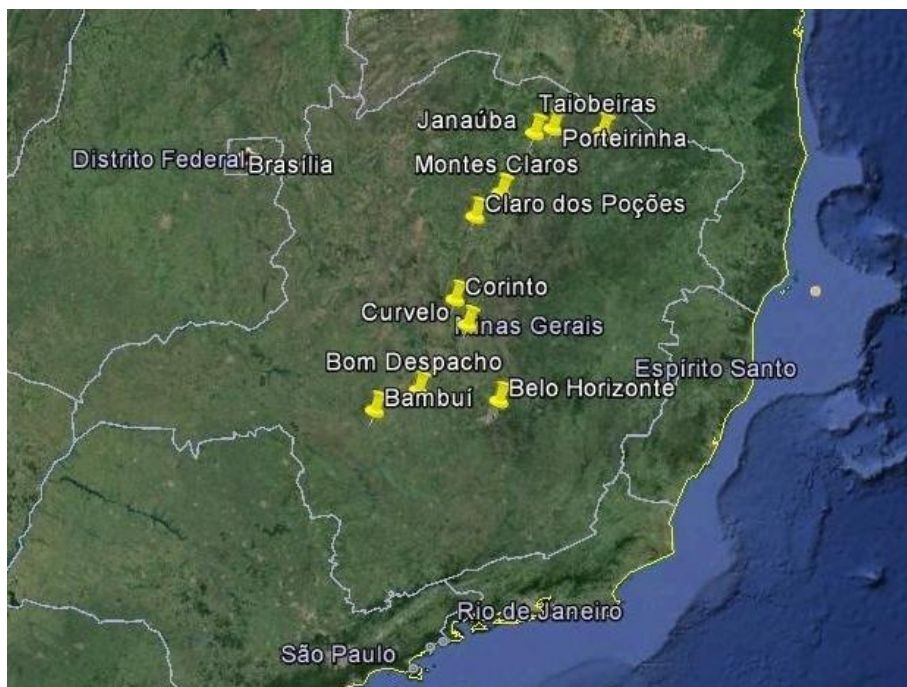 Taiobeiras
Janaúba
Porteirinha
Distrito Federal
Brasília
Montes Claros
Claro dos Poções
Corinto
Curvelo
Minas Gerais
Bom Despacho
Espírito Santo
Bambuí
Belo Horizonte
Rio de Janeiro
São Paulo